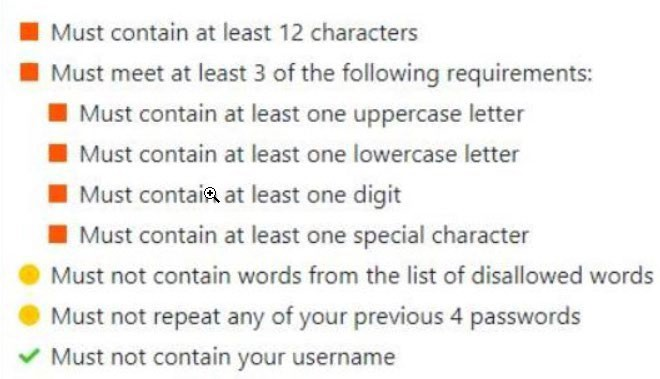 Must contain at least 12 characters
Must meet at least 3 of the following requirements:
Must contain at least one uppercase letter
Must contain at least one lowercase letter
Must contain at least one digit
Must contain at least one special character
Must not contain words from the list of disallowed words
Must not repeat any of your previous 4 passwords
Must not contain your username